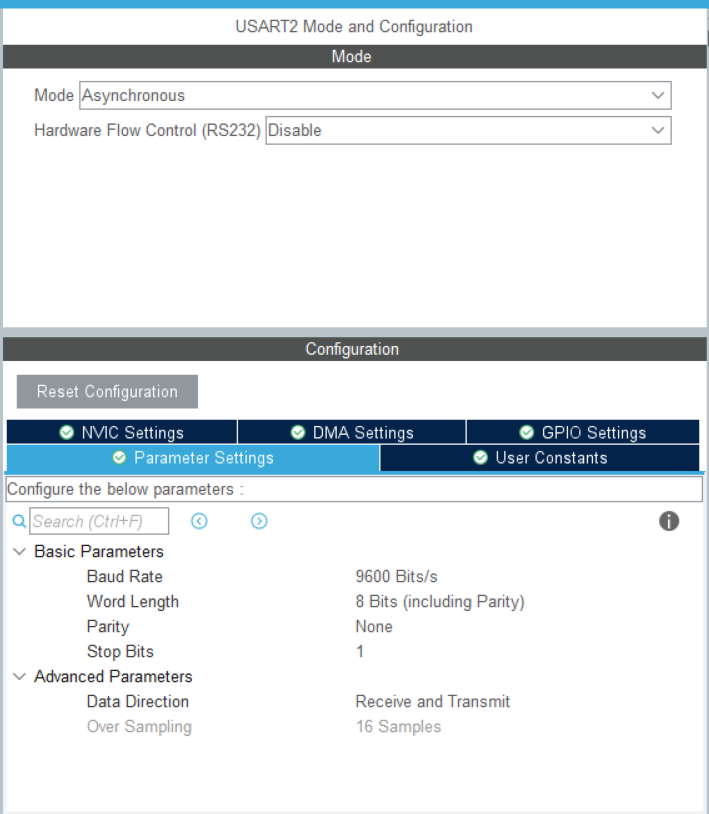 USART2 Mode and Configuration
Mode
Mode Asynchronous
Hardware Flow Control (RS232) Disable
Configuration
Reset Configuration
NVIC Settings DMA Settings GPIO Settings
Parameter Settings User Constants
Configure the below parameters :
Search (Ctrl+F)
Basic Parameters
Baud Rate 9600 Bits/s
Word Length 8 Bits (including Parity)
Parity None
Stop Bits 1
Advanced Parameters
Data Direction Receive and Transmit
Over Sampling 16 Samples